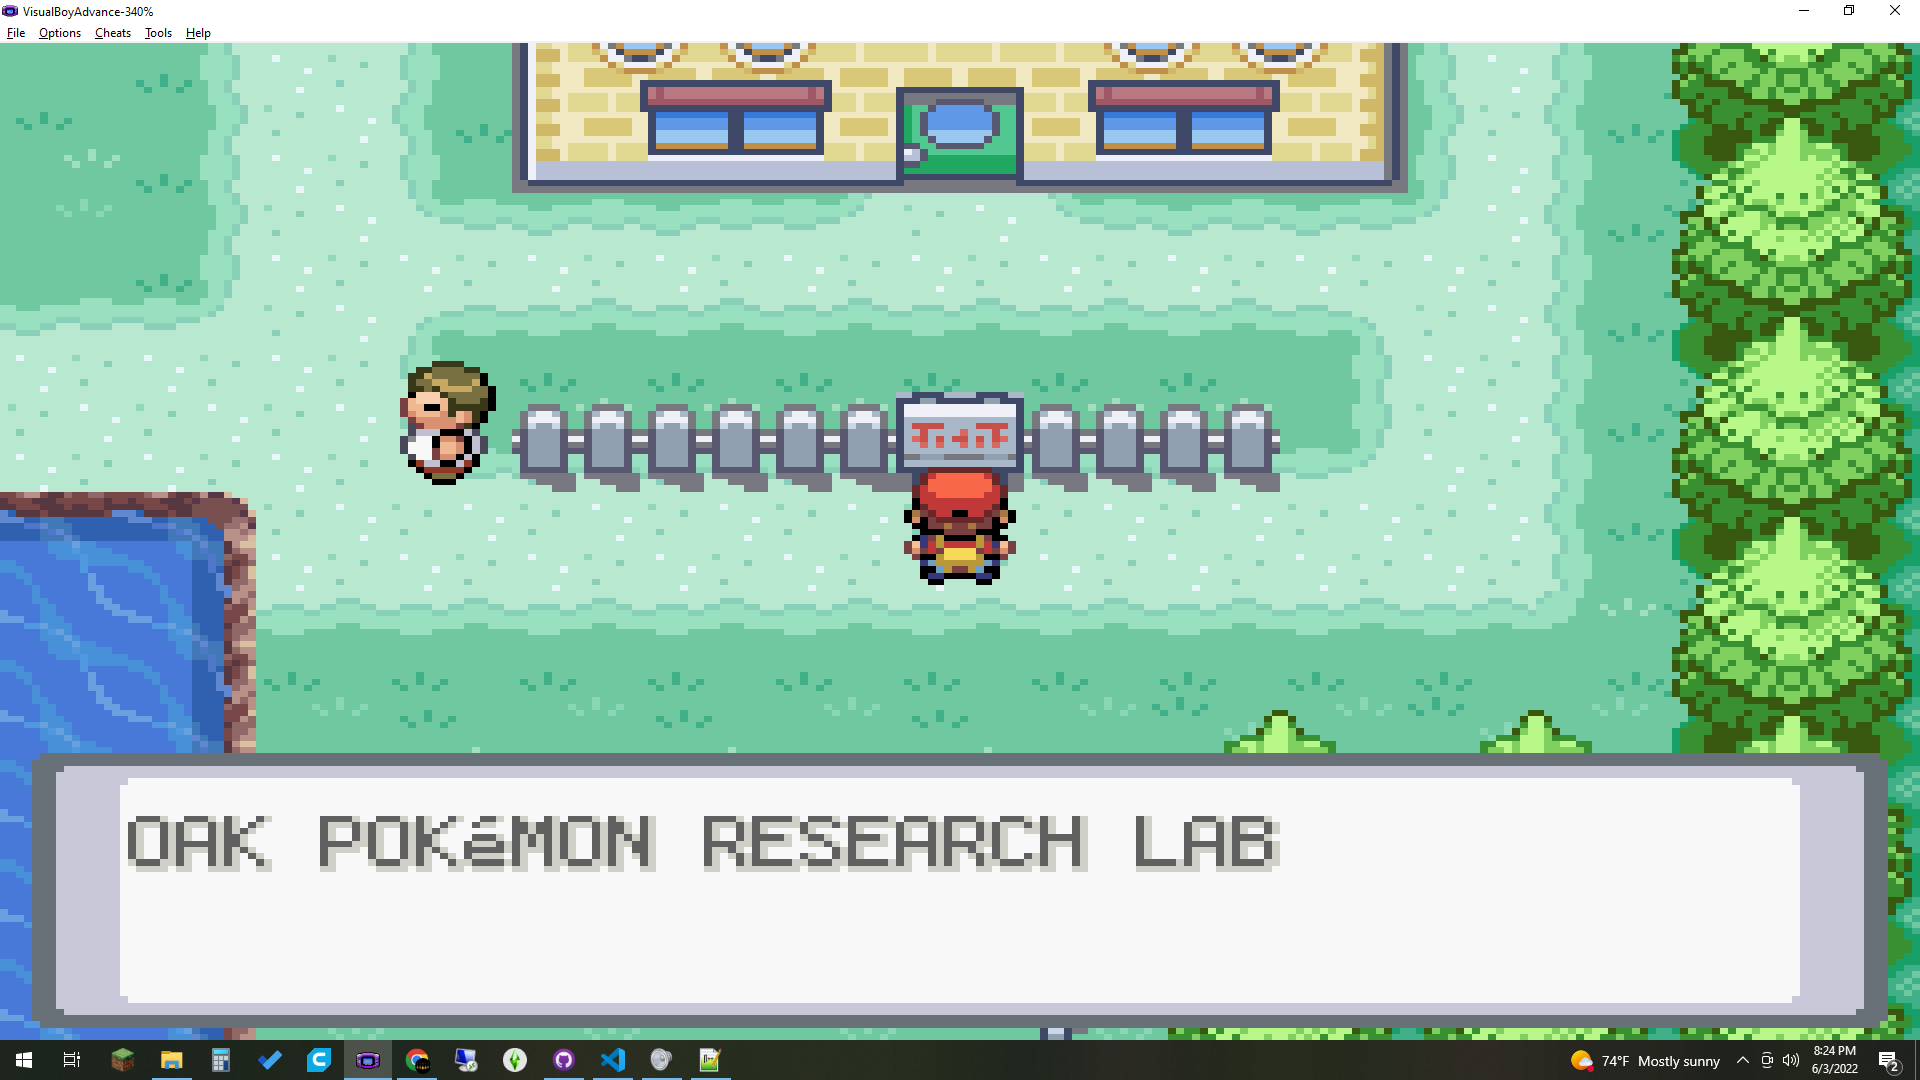 VisualBoyAdvance-340%
File Options Cheats Tools Help
OAK POKéMON RESEARCH LAB
74°F Mostly sunny
8:24 PM
6/3/2022
2